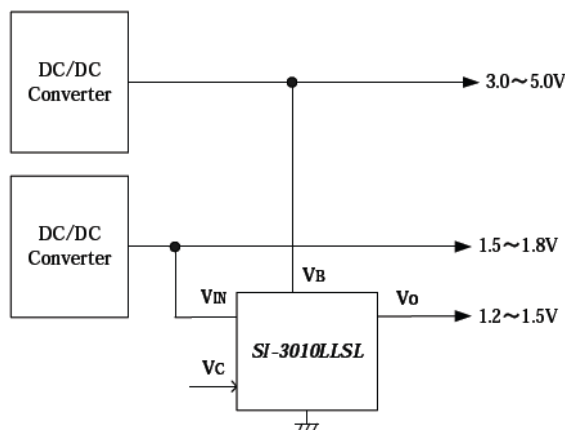 DC/DC
Converter
3.0～5.0V
DC/DC
Converter
1.5～1.8V
VB
VIN
VO
1.2～1.5V
SI-3010LLSL
VC